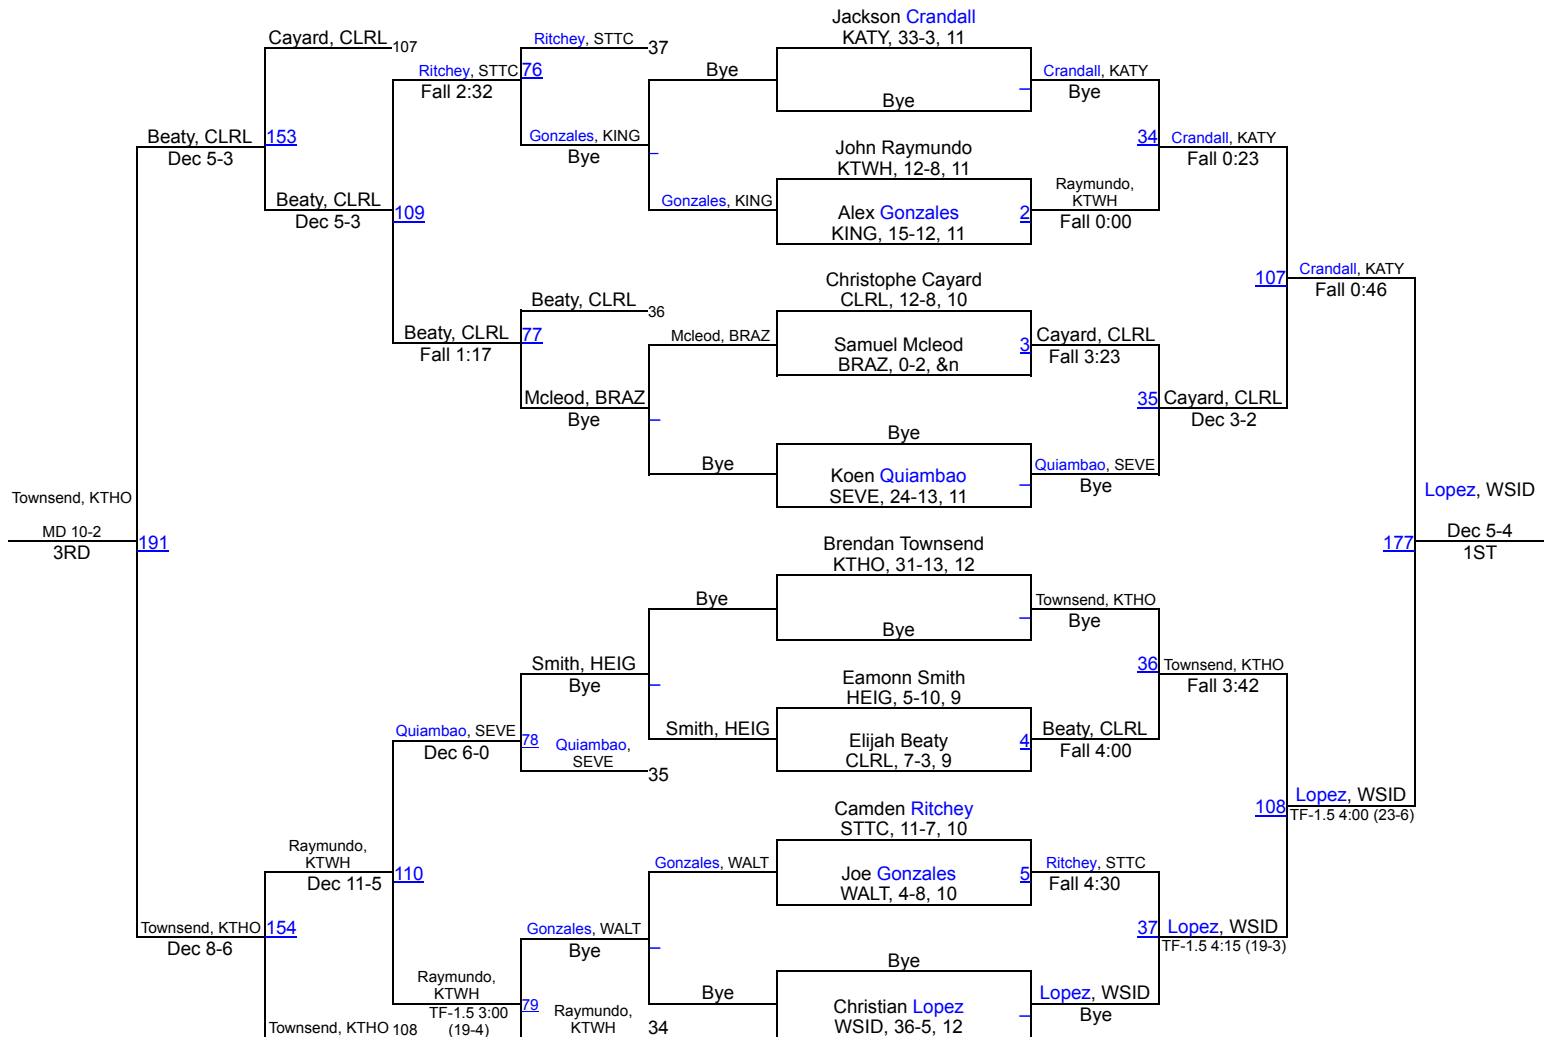 Jackson Crandall
KATY, 33-3, 11
Cayard, CLRL 107
Ritchey, STTC 37
Ritchey, STTC 76
Fall 2:32
Bye
Bye
Crandall, KATY
Bye
Beaty, CLRL 153
Dec 5-3
Gonzales, KING
Bye
John Raymundo
KTWH, 12-8, 11
34 Crandall, KATY
Fall 0:23
Beaty, CLRL
Dec 5-3
109
Gonzales, KING
Alex Gonzales 2
KING, 15-12, 11
Raymundo,
KTWH
Fall 0:00
Christophe Cayard
CLRL, 12-8, 10
107 Crandall, KATY
Fall 0:46
Beaty, CLRL 36
Beaty, CLRL 77
Fall 1:17
Mcleod, BRAZ
Samuel Mcleod 3
BRAZ, 0-2, &n
Cayard, CLRL
Fall 3:23
Mcleod, BRAZ
Bye
35 Cayard, CLRL
Dec 3-2
Bye
Bye
Koen Quiambao
SEVE, 24-13, 11
Quiambao, SEVE
Bye
Townsend, KTHO
MD 10-2
3RD
191
Lopez, WSID
177 Dec 5-4
1ST
Brendan Townsend
KTHO, 31-13, 12
Bye
Bye
Townsend, KTHO
Bye
Smith, HEIG
Bye
Eamonn Smith
HEIG, 5-10, 9
36 Townsend, KTHO
Fall 3:42
Quiambao, SEVE 78
Dec 6-0
Quiambao,
SEVE
35
Smith, HEIG
Elijah Beaty 4
CLRL, 7-3, 9
Beaty, CLRL
Fall 4:00
Camden Ritchey
STTC, 11-7, 10
108 Lopez, WSID
TF-1.5 4:00 (23-6)
Raymundo,
KTWH
Dec 11-5
110
Gonzales, WALT
Joe Gonzales 5
WALT, 4-8, 10
Ritchey, STTC
Fall 4:30
Townsend, KTHO 154
Dec 8-6
Gonzales, WALT
Bye
37 Lopez, WSID
TF-1.5 4:15 (19-3)
Bye
Raymundo,
KTWH
TF-1.5 3:00
(19-4)
79
Raymundo,
KTWH
34
Bye
Christian Lopez
WSID, 36-5, 12
Lopez, WSID
Bye
Townsend, KTHO 108